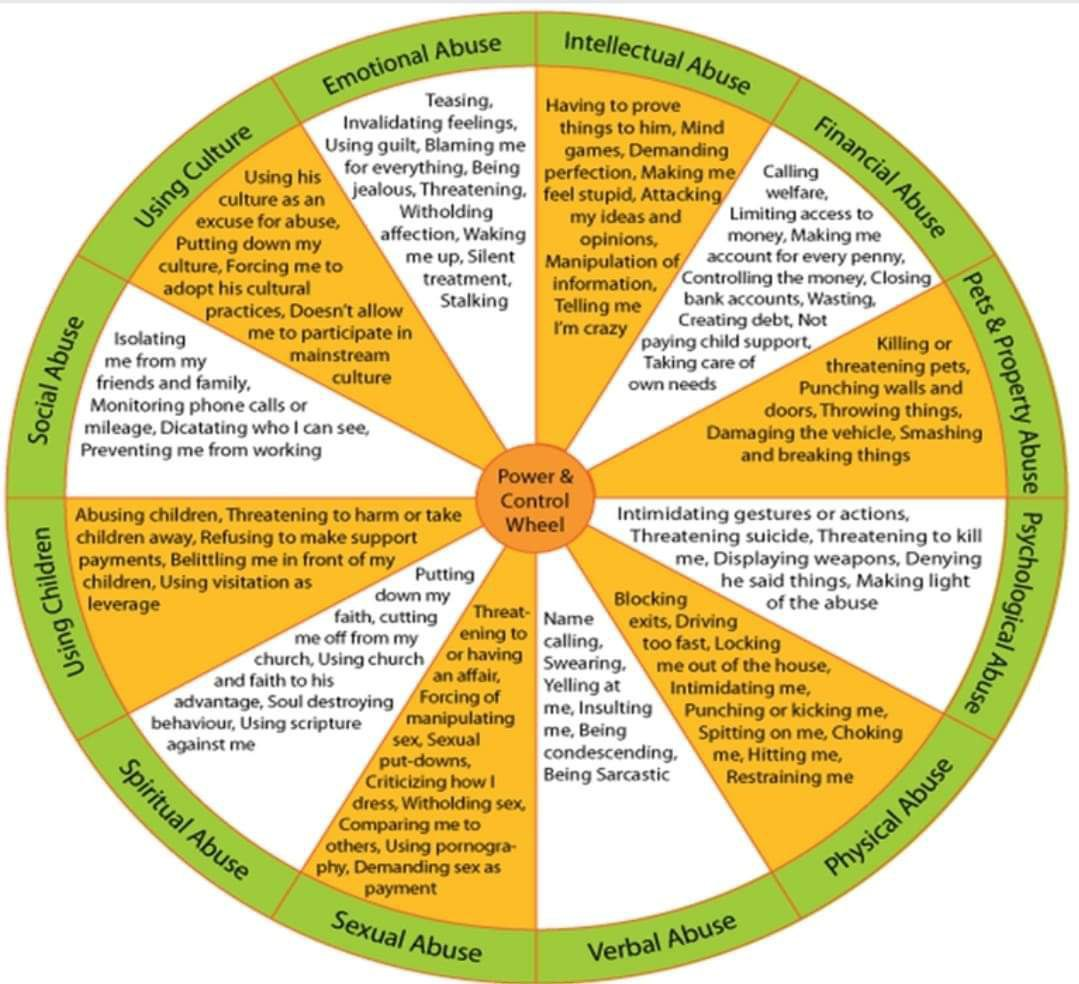 Emotional Abuse
Teasing,
Invalidating feelings,
Using guilt, Blaming me
for everything, Being
jealous, Threatening,
Witholding
affection, Waking
me up, Silent
treatment,
Stalking
Intellectual Abuse
Having to prove
things to him, Mind
games, Demanding
perfection, Making me
feel stupid, Attacking
my ideas and
opinions,
Manipulation of
information,
Telling me
I'm crazy
Financial Abuse
Calling
welfare,
Limiting access to
money, Making me
account for every penny,
Controlling the money, Closing
bank accounts, Wasting,
Creating debt, Not
paying child support,
Taking care of
own needs
Pets & Property Abuse
Killing or
threatening pets,
Punching walls and
doors, Throwing things,
Damaging the vehicle, Smashing
and breaking things
Psychological Abuse
Intimidating gestures or actions,
Threatening suicide, Threatening to kill
me, Displaying weapons, Denying
he said things, Making light
of the abuse
Physical Abuse
Blocking
exits, Driving
too fast, Locking
me out of the house,
Intimidating me,
Punching or kicking me,
Spitting on me, Choking
me, Hitting me,
Restraining me
Verbal Abuse
Name
calling,
Swearing,
Yelling at
me, Insulting
me, Being
condescending,
Being Sarcastic
Sexual Abuse
Threat-
ening to
or having
an affair,
Forcing of
manipulating
sex, Sexual
put-downs,
Criticizing how I
dress, Witholding sex,
Comparing me to
others, Using pornogra-
phy, Demanding sex as
payment
Spiritual Abuse
Putting
down my
faith, cutting
me off from my
church, Using church
and faith to his
advantage, Soul destroying
behaviour, Using scripture
against me
Using Children
Abusing children, Threatening to harm or take
children away, Refusing to make support
payments, Belittling me in front of my
children, Using visitation as
leverage
Social Abuse
Isolating
me from my
friends and family,
Monitoring phone calls or
mileage, Dicatating who I can see,
Preventing me from working
Using Culture
Using his
culture as an
excuse for abuse,
Putting down my
culture, Forcing me to
adopt his cultural
practices, Doesn't allow
me to participate in
mainstream
culture
Power &
Control
Wheel